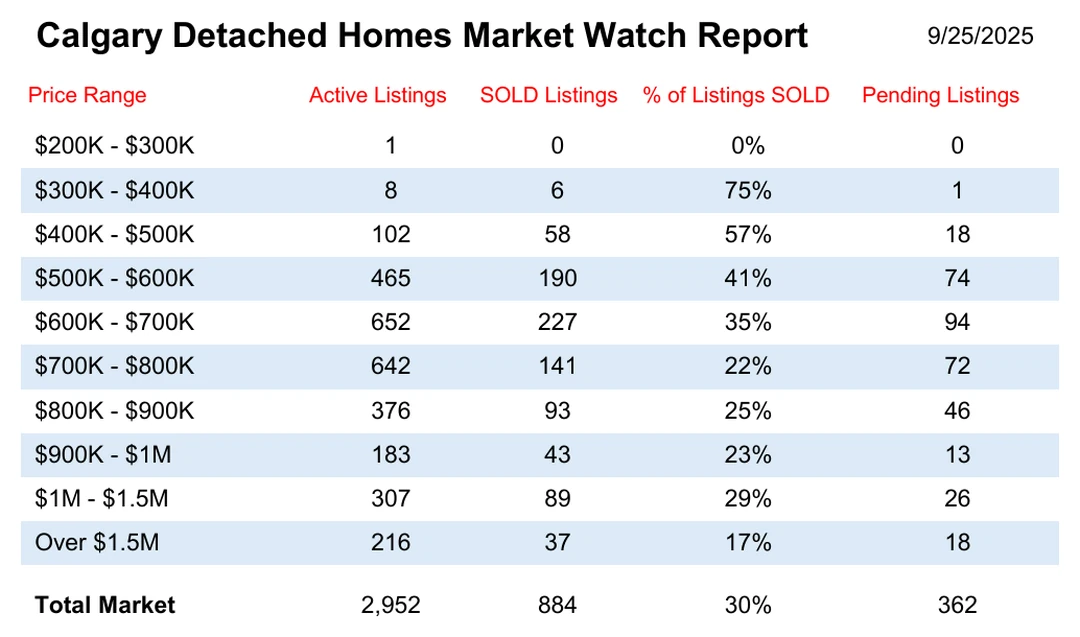 Calgary Detached Homes Market Watch Report 9/25/2025
Price Range Active Listings SOLD Listings % of Listings SOLD Pending Listings
$200K - $300K 1 0 0% 0
$300K - $400K 8 6 75% 1
$400K - $500K 102 58 57% 18
$500K - $600K 465 190 41% 74
$600K - $700K 652 227 35% 94
$700K - $800K 642 141 22% 72
$800K - $900K 376 93 25% 46
$900K - $1M 183 43 23% 13
$1M - $1.5M 307 89 29% 26
Over $1.5M 216 37 17% 18
Total Market 2,952 884 30% 362